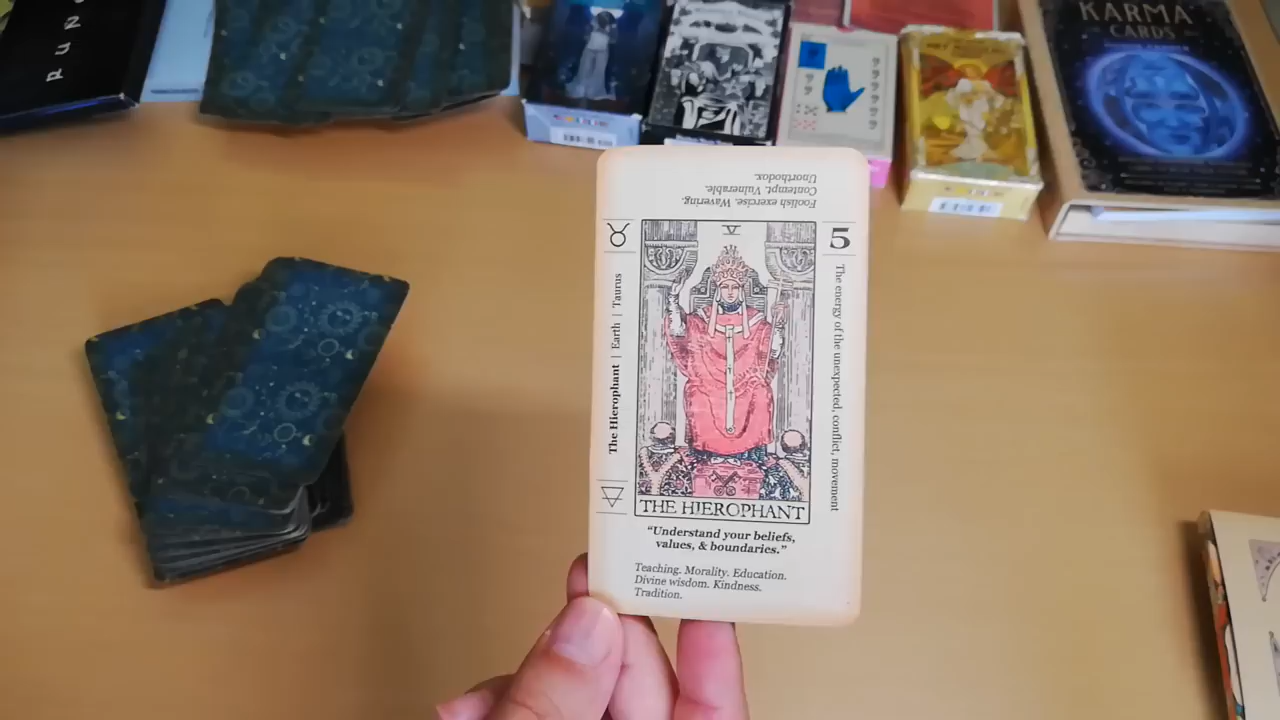 KARMA
CARDS
Foolish exercise. Wavering.
Contempt. Vulnerable.
Unorthodox.
V
5
The Hierophant | Earth | Taurus
The energy of the unexpected, conflict, movement
THE HIEROPHANT
“Understand your beliefs,
values, & boundaries.”
Teaching. Morality. Education.
Divine wisdom. Kindness.
Tradition.